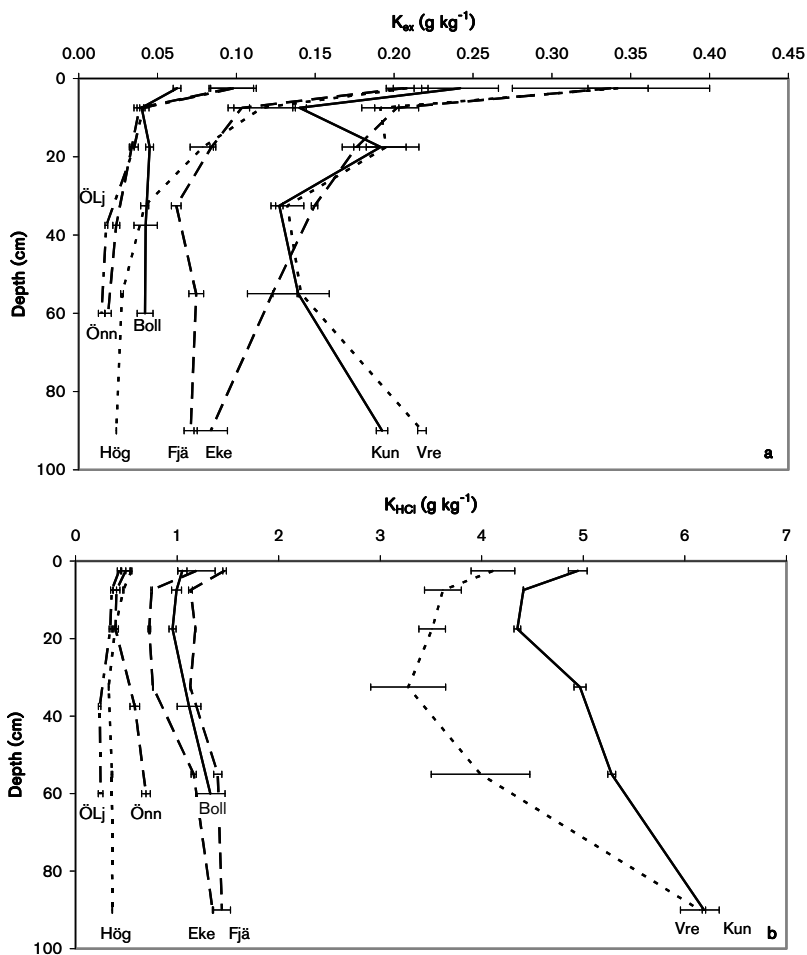 K_ex (g kg⁻¹)
0.00 0.05 0.10 0.15 0.20 0.25 0.30 0.35 0.40 0.45
0
20
40
60
80
100
Depth (cm)
ÖLj
Önn
Boll
Hög Fjä Eke Kun Vre
a
K_HCl (g kg⁻¹)
0 1 2 3 4 5 6 7
0
20
40
60
80
100
Depth (cm)
ÖLj Önn Boll
Hög Eke Fjä Vre Kun
b